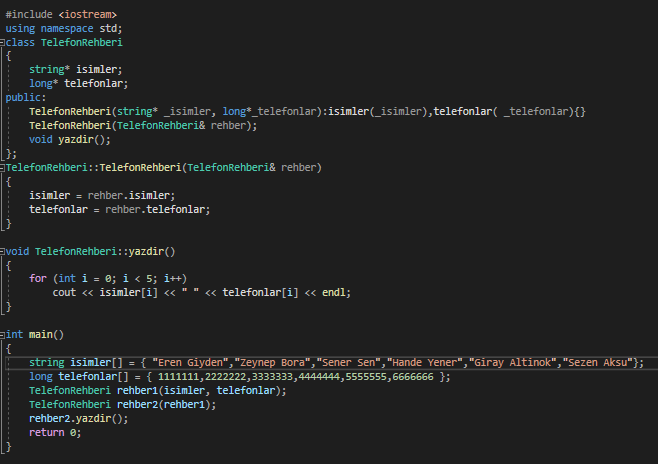 #include <iostream>
using namespace std;
class TelefonRehberi
{
    string* isimler;
    long* telefonlar;
public:
    TelefonRehberi(string* _isimler, long*_telefonlar):isimler(_isimler),telefonlar( _telefonlar){}
    TelefonRehberi(TelefonRehberi& rehber);
    void yazdir();
};
TelefonRehberi::TelefonRehberi(TelefonRehberi& rehber)
{
    isimler = rehber.isimler;
    telefonlar = rehber.telefonlar;
}
void TelefonRehberi::yazdir()
{
    for (int i = 0; i < 5; i++)
        cout << isimler[i] << " " << telefonlar[i] << endl;
}
int main()
{
    string isimler[] = { "Eren Giyden","Zeynep Bora","Sener Sen","Hande Yener","Giray Altinok","Sezen Aksu"};
    long telefonlar[] = { 1111111,2222222,3333333,4444444,5555555,6666666 };
    TelefonRehberi rehber1(isimler, telefonlar);
    TelefonRehberi rehber2(rehber1);
    rehber2.yazdir();
    return 0;
}